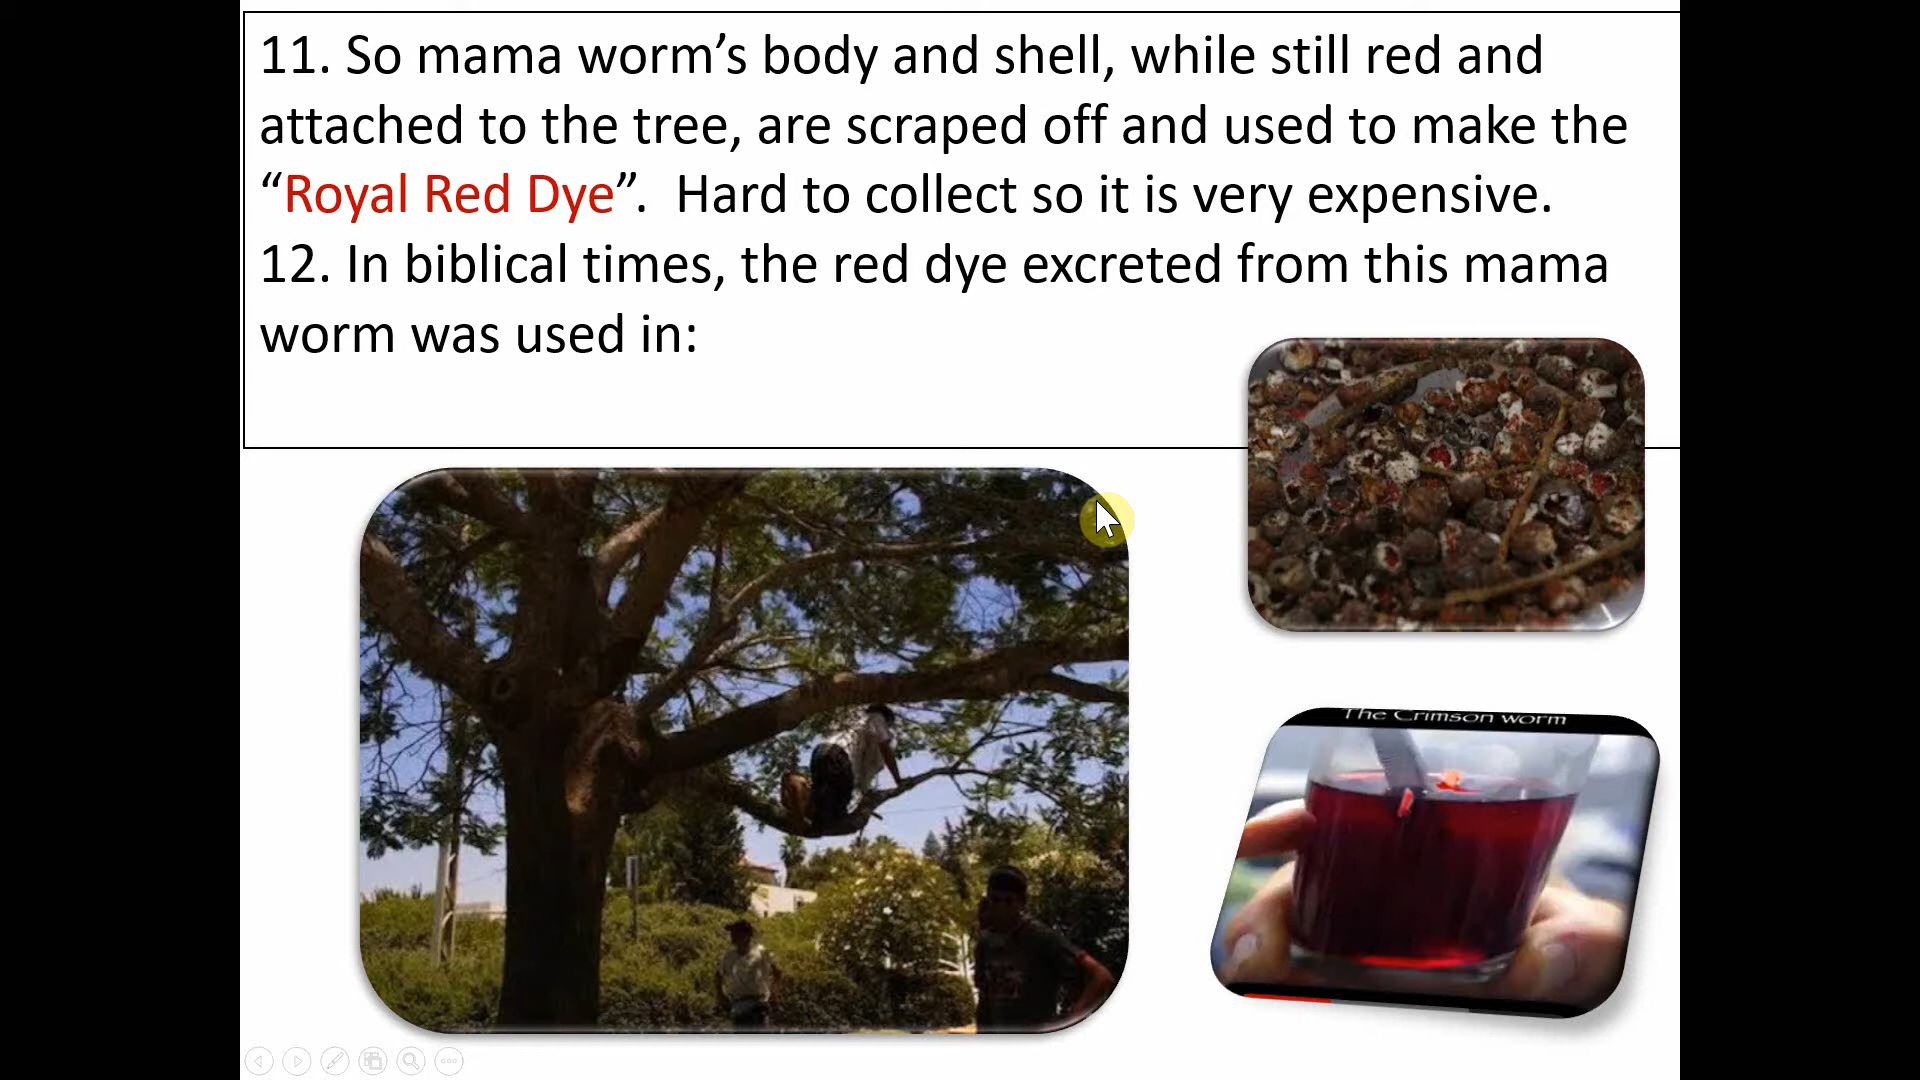 11. So mama worm’s body and shell, while still red and
attached to the tree, are scraped off and used to make the
“Royal Red Dye”.  Hard to collect so it is very expensive.
12. In biblical times, the red dye excreted from this mama
worm was used in:
The Crimson worm